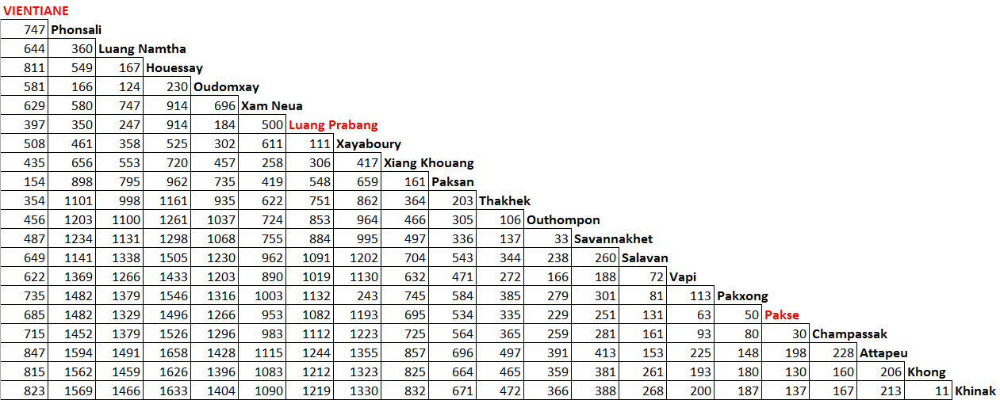 VIENTIANE
747 Phonsali
644 360 Luang Namtha
811 549 167 Houessay
581 166 124 230 Oudomxay
629 580 747 914 696 Xam Neua
397 350 247 914 184 500 Luang Prabang
508 461 358 525 302 611 111 Xayaboury
435 656 553 720 457 258 306 417 Xiang Khouang
154 898 795 962 735 419 548 659 161 Paksan
354 1101 998 1161 935 622 751 862 364 203 Thakhek
456 1203 1100 1261 1037 724 853 964 466 305 106 Outhompon
487 1234 1131 1298 1068 755 884 995 497 336 137 33 Savannakhet
649 1141 1338 1505 1230 962 1091 1202 704 543 344 238 260 Salavan
622 1369 1266 1433 1203 890 1019 1130 632 471 272 166 188 72 Vapi
735 1482 1379 1546 1316 1003 1132 243 745 584 385 279 301 81 113 Pakxong
685 1482 1329 1496 1266 953 1082 1193 695 534 335 229 251 131 63 50 Pakse
715 1452 1379 1526 1296 983 1112 1223 725 564 365 259 281 161 93 80 30 Champassak
847 1594 1491 1658 1428 1115 1244 1355 857 696 497 391 413 153 225 148 198 228 Attapeu
815 1562 1459 1626 1396 1083 1212 1323 825 664 465 359 381 261 193 180 130 160 206 Khong
823 1569 1466 1633 1404 1090 1219 1330 832 671 472 366 388 268 200 187 137 167 213 11 Khinak